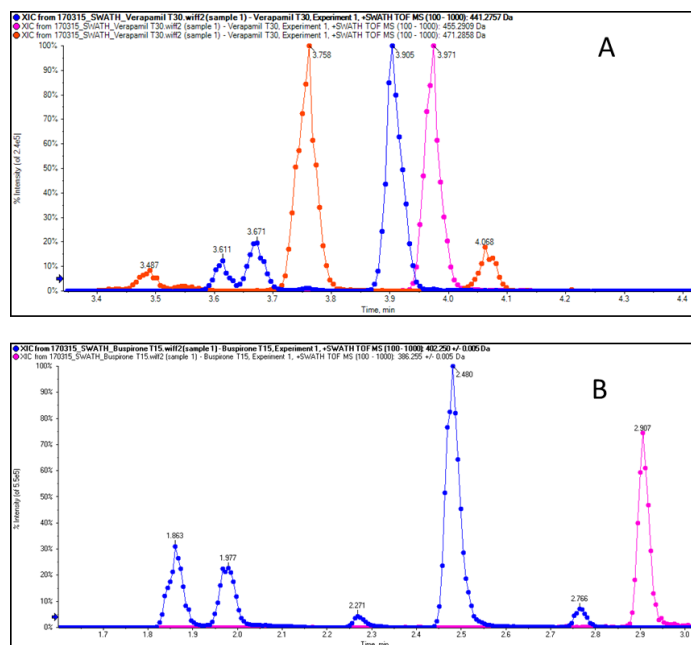 XIC from 170315_SWATH_Verapamil T30.wiff2 (sample 1) - Verapamil T30, Experiment 1, +SWATH TOF MS (100 - 1000): 441.2757 Da
XIC from 170315_SWATH_Verapamil T30.wiff2 (sample 1) - Verapamil T30, Experiment 1, +SWATH TOF MS (100 - 1000): 455.2909 Da
XIC from 170315_SWATH_Verapamil T30.wiff2 (sample 1) - Verapamil T30, Experiment 1, +SWATH TOF MS (100 - 1000): 471.2858 Da
A
100%
90%
80%
70%
60%
50%
40%
30%
20%
10%
0%
% Intensity (of 2.4e5)
3.758
3.905
3.971
3.487
3.611
3.671
4.068
3.4 3.5 3.6 3.7 3.8 3.9 4.0 4.1 4.2 4.3 4.4
Time, min
XIC from 170315_SWATH_Buspirone T15.wiff2 (sample 1) - Buspirone T15, Experiment 1, +SWATH TOF MS (100 - 1000): 402.250 +/- 0.005 Da
XIC from 170315_SWATH_Buspirone T15.wiff2 (sample 1) - Buspirone T15, Experiment 1, +SWATH TOF MS (100 - 1000): 386.255 +/- 0.005 Da
B
100%
90%
80%
70%
60%
50%
40%
30%
20%
10%
0%
% Intensity (of 5.5e5)
2.480
2.907
1.863
1.977
2.271
2.766
1.7 1.8 1.9 2.0 2.1 2.2 2.3 2.4 2.5 2.6 2.7 2.8 2.9 3.0
Time, min